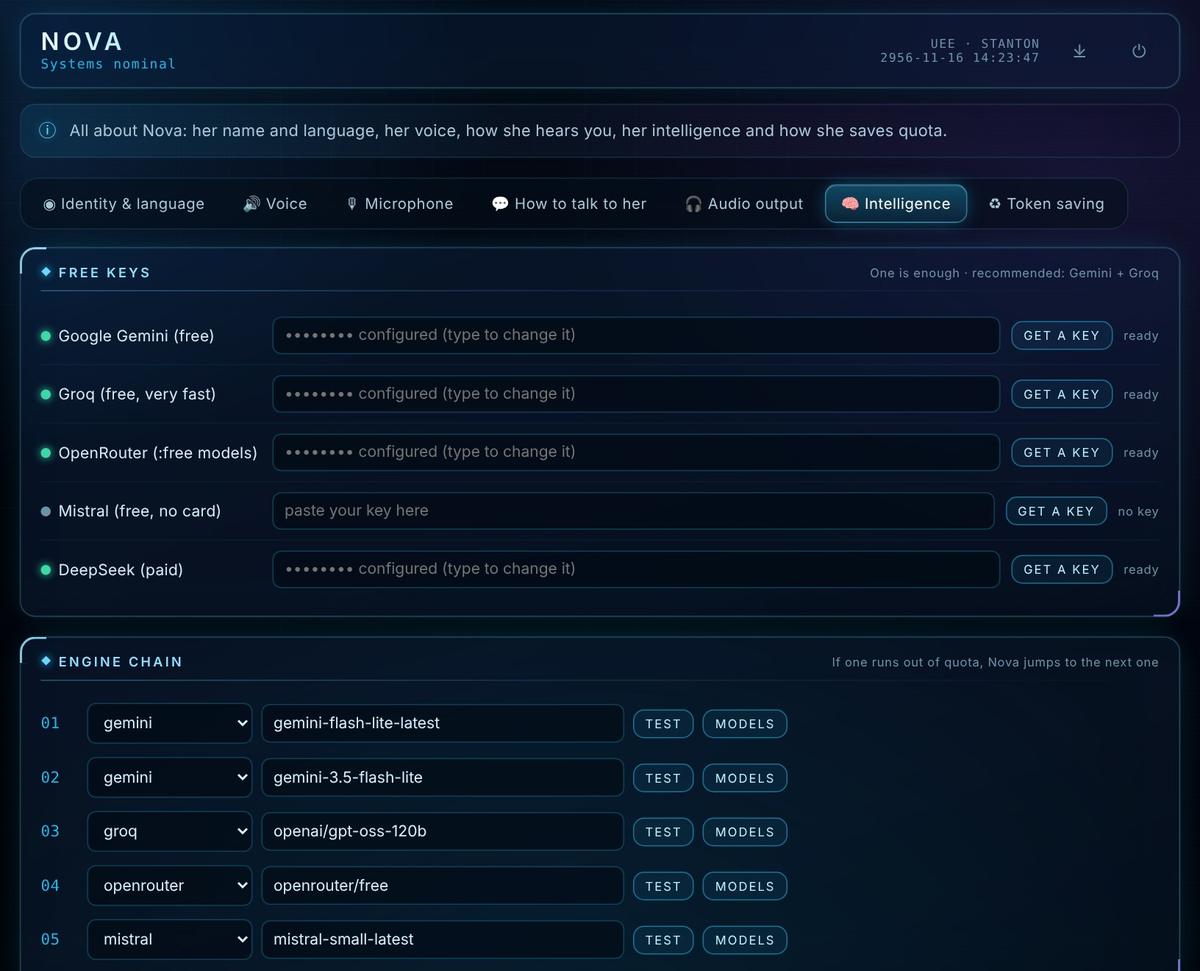 NOVA
Systems nominal
UEE · STANTON
2956-11-16 14:23:47
All about Nova: her name and language, her voice, how she hears you, her intelligence and how she saves quota.
Identity & language
Voice
Microphone
How to talk to her
Audio output
Intelligence
Token saving
FREE KEYS
One is enough · recommended: Gemini + Groq
Google Gemini (free)
•••••••• configured (type to change it)
GET A KEY
ready
Groq (free, very fast)
•••••••• configured (type to change it)
GET A KEY
ready
OpenRouter (:free models)
•••••••• configured (type to change it)
GET A KEY
ready
Mistral (free, no card)
paste your key here
GET A KEY
no key
DeepSeek (paid)
•••••••• configured (type to change it)
GET A KEY
ready
ENGINE CHAIN
If one runs out of quota, Nova jumps to the next one
01
gemini
gemini-flash-lite-latest
TEST
MODELS
02
gemini
gemini-3.5-flash-lite
TEST
MODELS
03
groq
openai/gpt-oss-120b
TEST
MODELS
04
openrouter
openrouter/free
TEST
MODELS
05
mistral
mistral-small-latest
TEST
MODELS